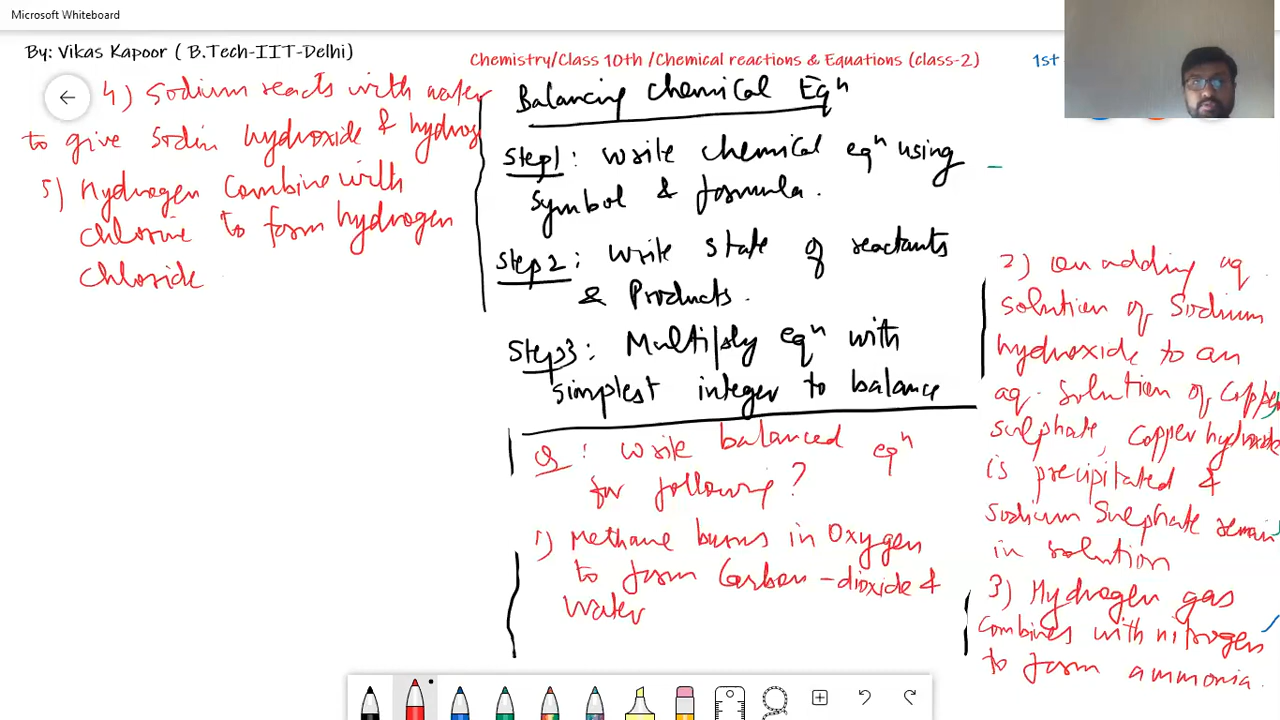 Microsoft Whiteboard
By: Vikas Kapoor ( B.Tech-IIT-Delhi)
Chemistry/Class 10th /Chemical reactions & Equations (class-2)
1st
4) Sodium reacts with water
to give Sodiu hydroxide & hydrog
5) Hydrogen Combine with
chlorine to form hydrogen
chloride
Balancing chemical Eqⁿ
Step1: Write chemical eqⁿ using
symbol & formula.
Step2: Write state of reactants
& Products.
Step3: Multiply eqⁿ with
simplest integer to balance
Q: Write balanced eqⁿ
for following?
1) Methane burns in Oxygen
to form Carbon-dioxide &
Water
2) On adding aq.
solution of Sodium
hydroxide to an
aq. solution of Copper
sulphate, Copper hydroxide
is precipitated &
Sodium Sulphate remain
in solution
3) Hydrogen gas
Combines with nitrogen
to form ammonia.